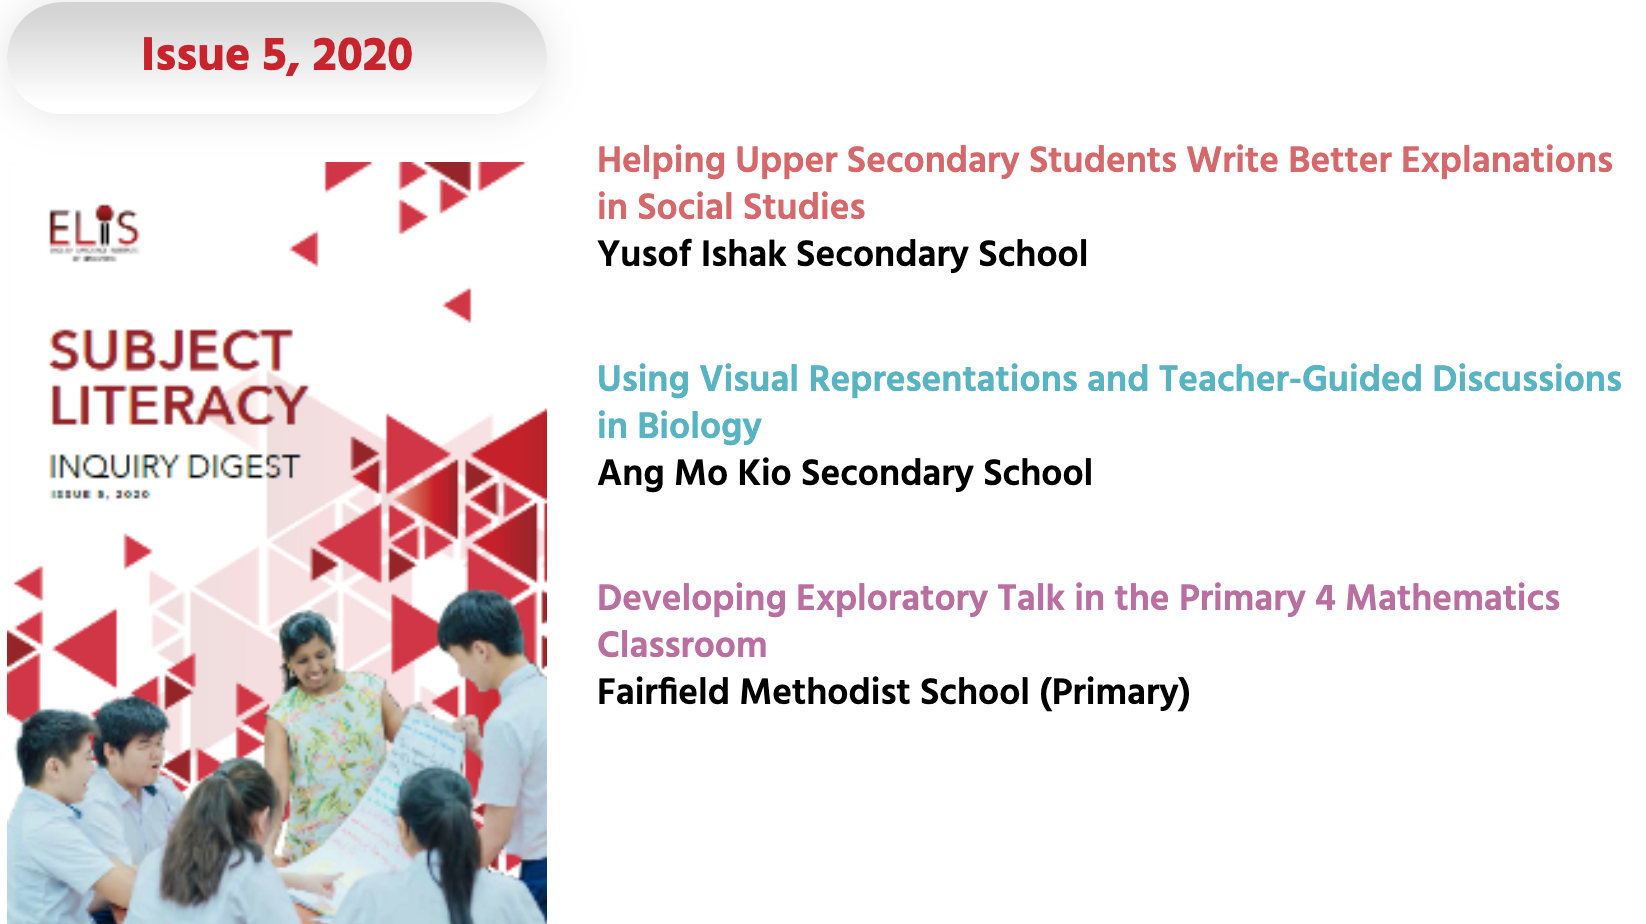 Issue 5, 2020
ELiS
SUBJECT
LITERACY
INQUIRY DIGEST
ISSUE 5, 2020
Helping Upper Secondary Students Write Better Explanations
in Social Studies
Yusof Ishak Secondary School
Using Visual Representations and Teacher-Guided Discussions
in Biology
Ang Mo Kio Secondary School
Developing Exploratory Talk in the Primary 4 Mathematics
Classroom
Fairfield Methodist School (Primary)